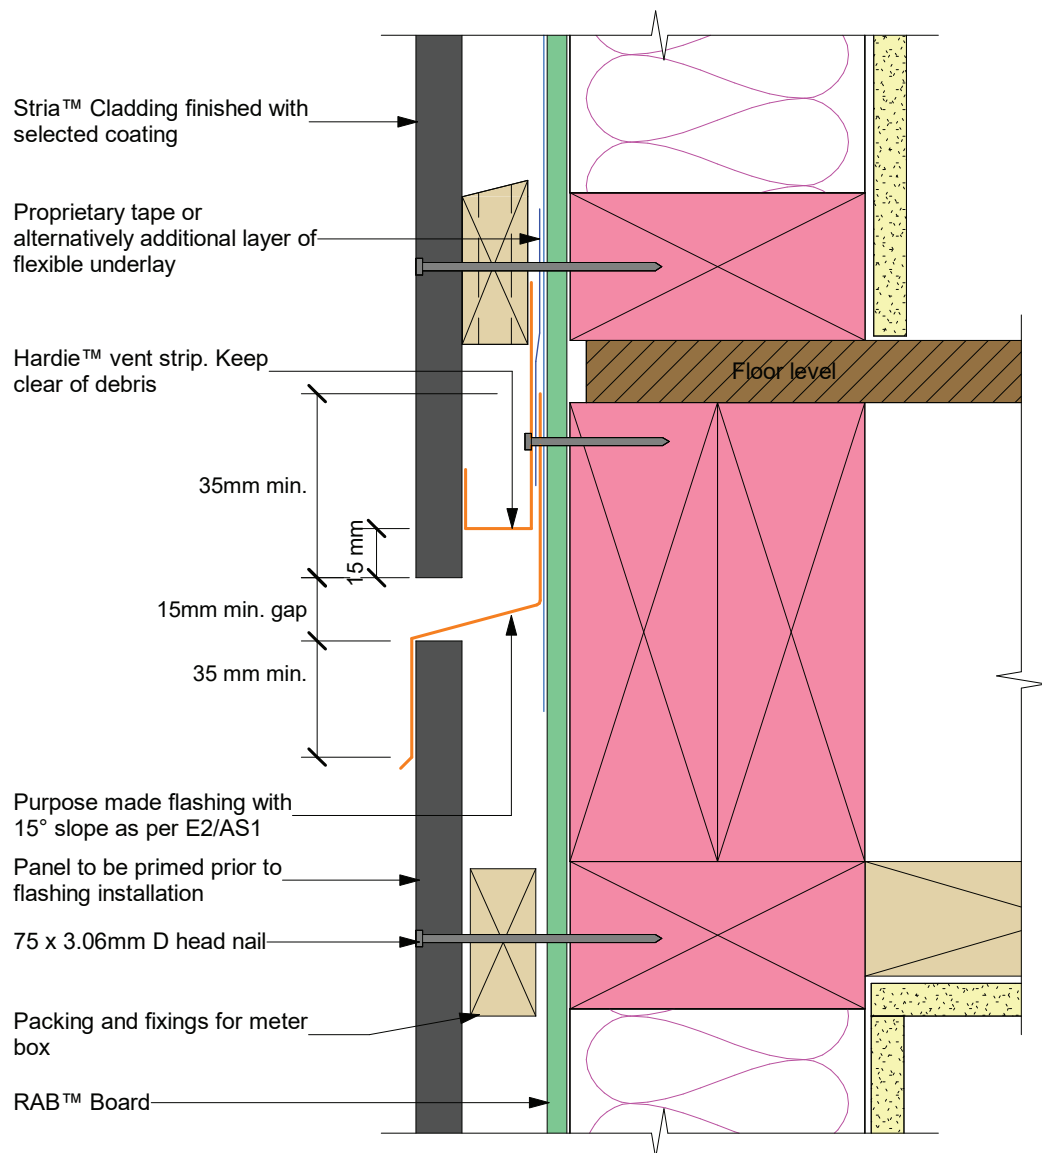 Stria™ Cladding finished with
selected coating
Proprietary tape or
alternatively additional layer of
flexible underlay
Hardie™ vent strip. Keep
clear of debris
Floor level
35mm min.
15 mm
15mm min. gap
35 mm min.
Purpose made flashing with
15° slope as per E2/AS1
Panel to be primed prior to
flashing installation
75 x 3.06mm D head nail
Packing and fixings for meter
box
RAB™ Board